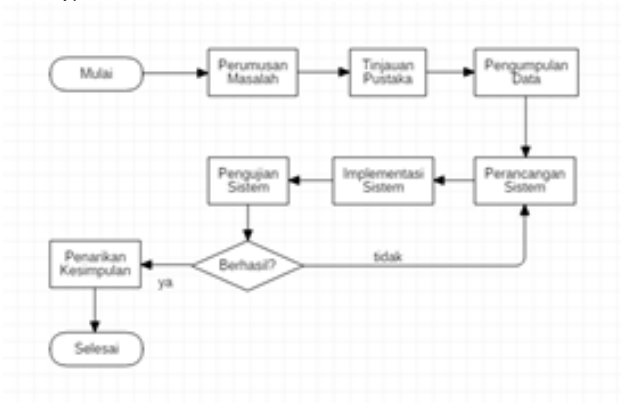 Mulai
Perumusan
Masalah
Tinjauan
Pustaka
Pengumpulan
Data
Pengujian
Sistem
Implementasi
Sistem
Perancangan
Sistem
Penarikan
Kesimpulan
Berhasil?
tidak
ya
Selesai